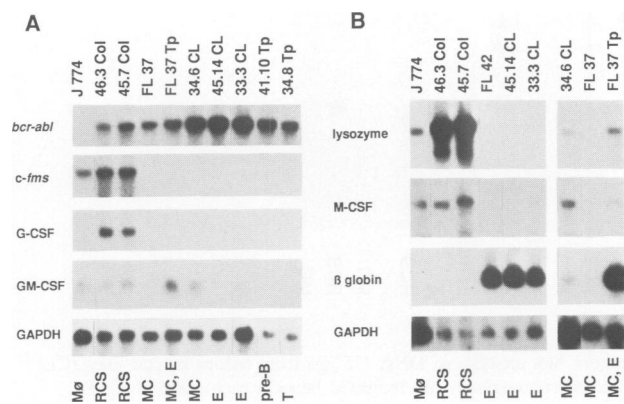 A
J 774
46.3 Col
45.7 Col
FL 37
FL 37 Tp
34.6 CL
45.14 CL
33.3 CL
41.10 Tp
34.8 Tp
bcr-abl
c-fms
G-CSF
GM-CSF
GAPDH
Mø
RCS
RCS
MC
MC, E
MC
E
E
pre-B
T
B
J 774
46.3 Col
45.7 Col
FL 42
45.14 CL
33.3 CL
34.6 CL
FL 37
FL 37 Tp
lysozyme
M-CSF
ß globin
GAPDH
Mø
RCS
RCS
E
E
E
MC
MC
MC, E